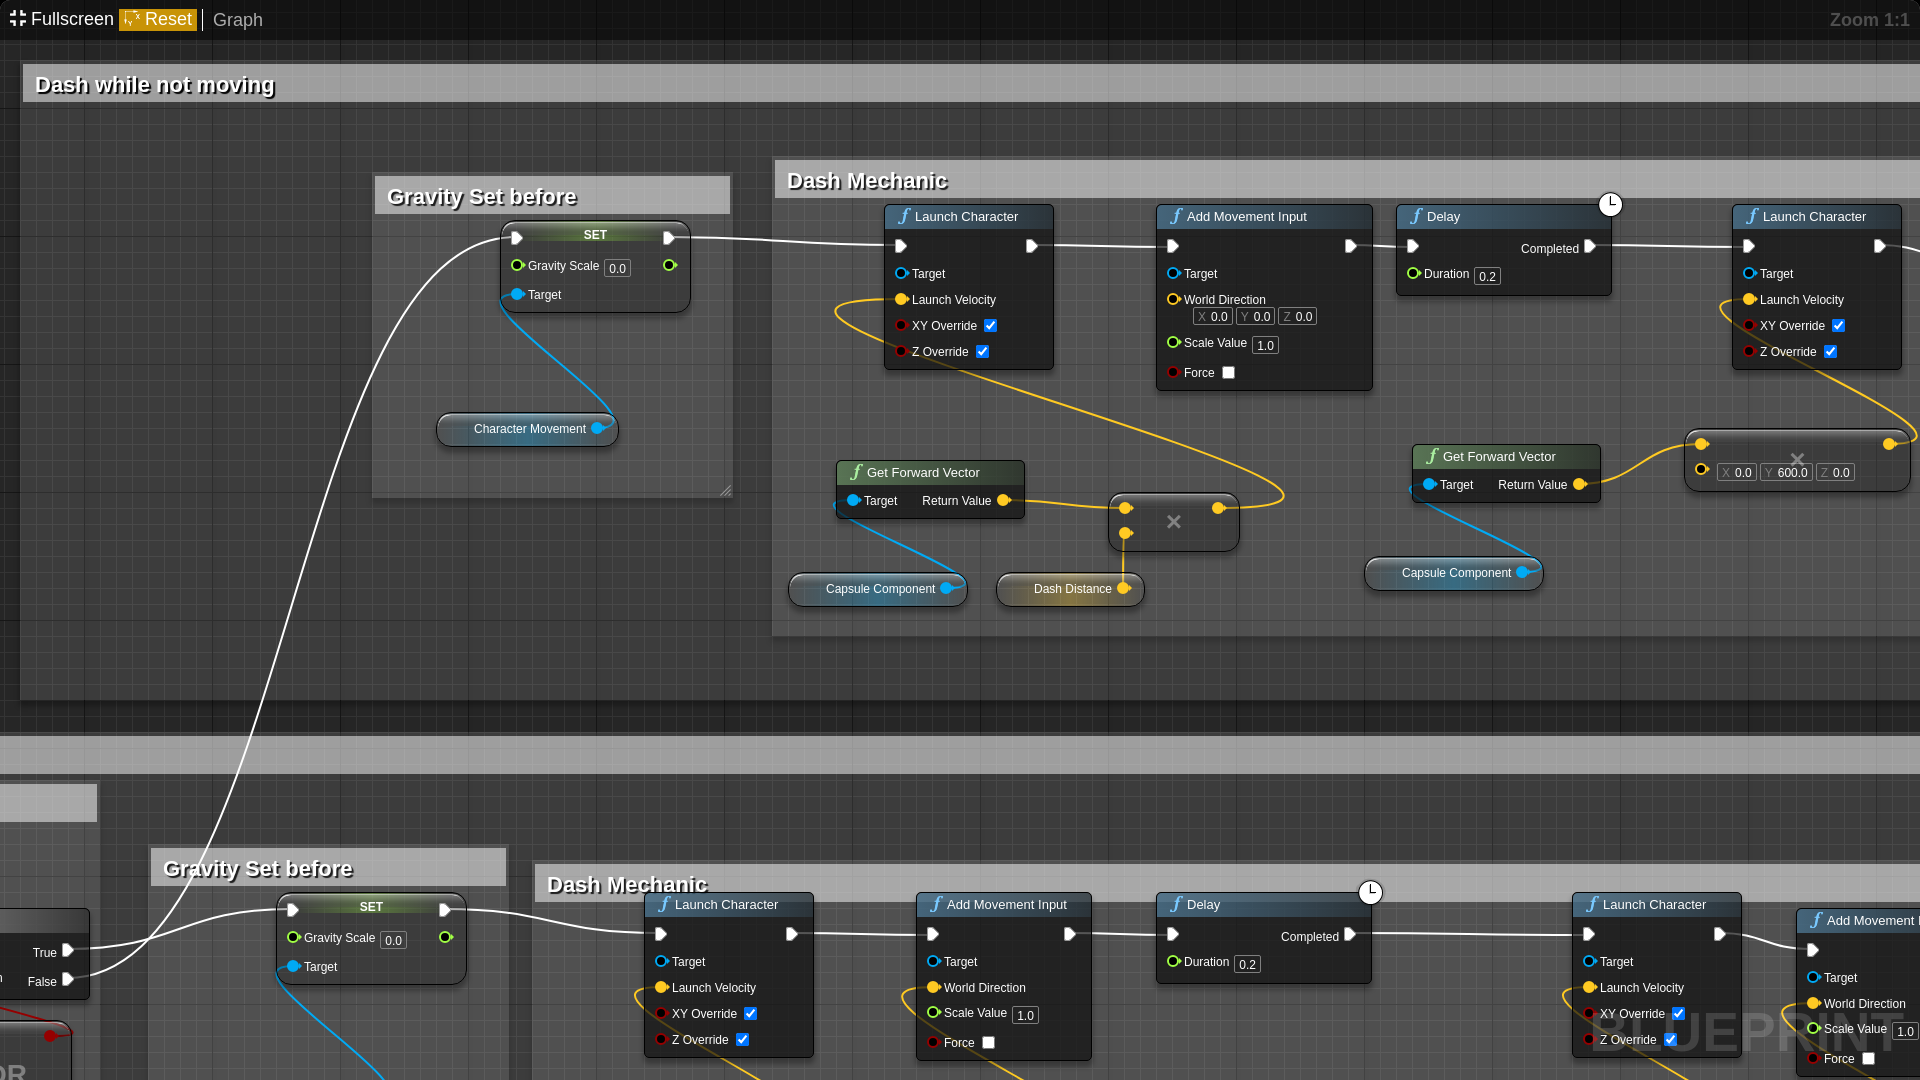 Fullscreen Reset Graph Zoom 1:1
Dash while not moving
Gravity Set before
SET
Gravity Scale 0.0
Target
Character Movement
Dash Mechanic
Launch Character
Target
Launch Velocity
XY Override
Z Override
Add Movement Input
Target
World Direction
X 0.0 Y 0.0 Z 0.0
Scale Value 1.0
Force
Delay
Completed
Duration 0.2
Launch Character
Target
Launch Velocity
XY Override
Z Override
Get Forward Vector
Target Return Value
Capsule Component
Dash Distance
Get Forward Vector
Target Return Value
X 0.0 Y 600.0 Z 0.0
Capsule Component
True
False
Gravity Set before
SET
Gravity Scale 0.0
Target
Dash Mechanic
Launch Character
Target
Launch Velocity
XY Override
Z Override
Add Movement Input
Target
World Direction
Scale Value 1.0
Force
Delay
Completed
Duration 0.2
Launch Character
Target
Launch Velocity
XY Override
Z Override
Add Movement
Target
World Direction
Scale Value 1.0
Force
BLUEPRINT